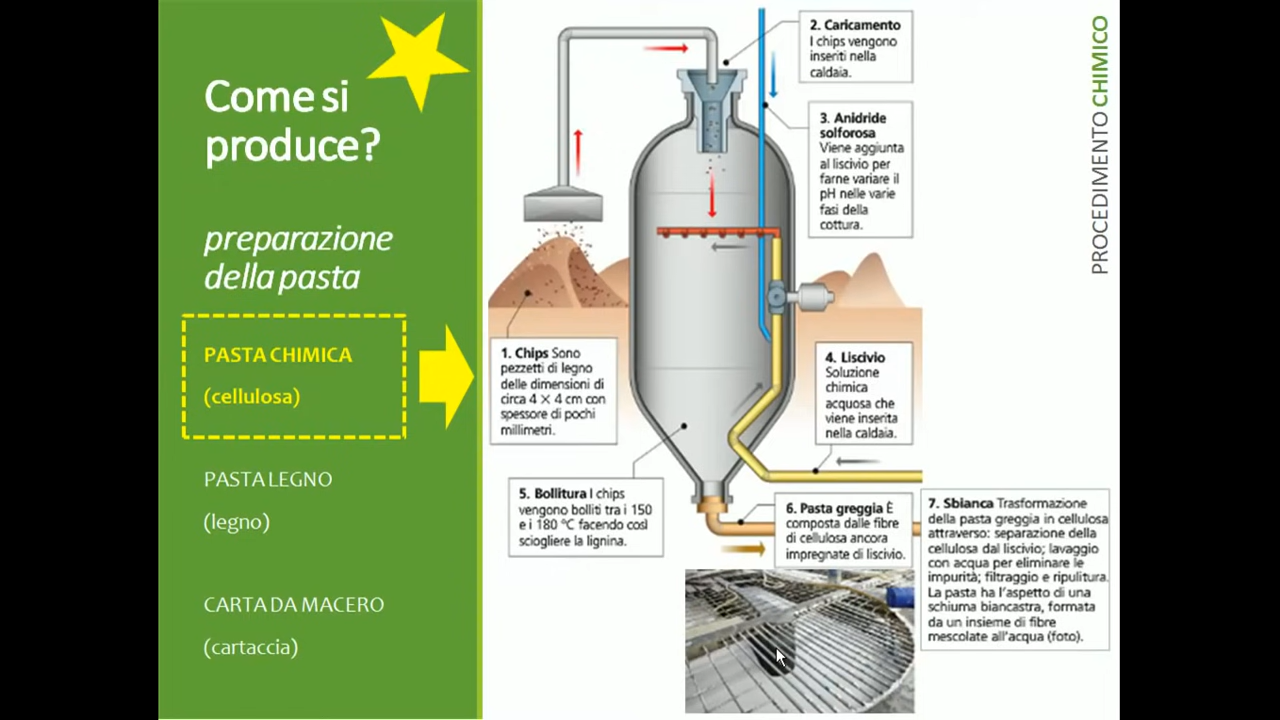 Come si
produce?
preparazione
della pasta
PASTA CHIMICA
(cellulosa)
PASTA LEGNO
(legno)
CARTA DA MACERO
(cartaccia)
1. Chips Sono
pezzetti di legno
delle dimensioni di
circa 4 × 4 cm con
spessore di pochi
millimetri.
2. Caricamento
I chips vengono
inseriti nella
caldaia.
3. Anidride
solforosa
Viene aggiunta
al liscivio per
farne variare il
pH nelle varie
fasi della
cottura.
4. Liscivio
Soluzione
chimica
acquosa che
viene inserita
nella caldaia.
5. Bollitura I chips
vengono bolliti tra i 150
e i 180 °C facendo così
sciogliere la lignina.
6. Pasta greggia È
composta dalle fibre
di cellulosa ancora
impregnate di liscivio.
7. Sbianca Trasformazione
della pasta greggia in cellulosa
attraverso: separazione della
cellulosa dal liscivio; lavaggio
con acqua per eliminare le
impurità; filtraggio e ripulitura.
La pasta ha l'aspetto di una
schiuma biancastra, formata
da un insieme di fibre
mescolate all'acqua (foto).
PROCEDIMENTO CHIMICO